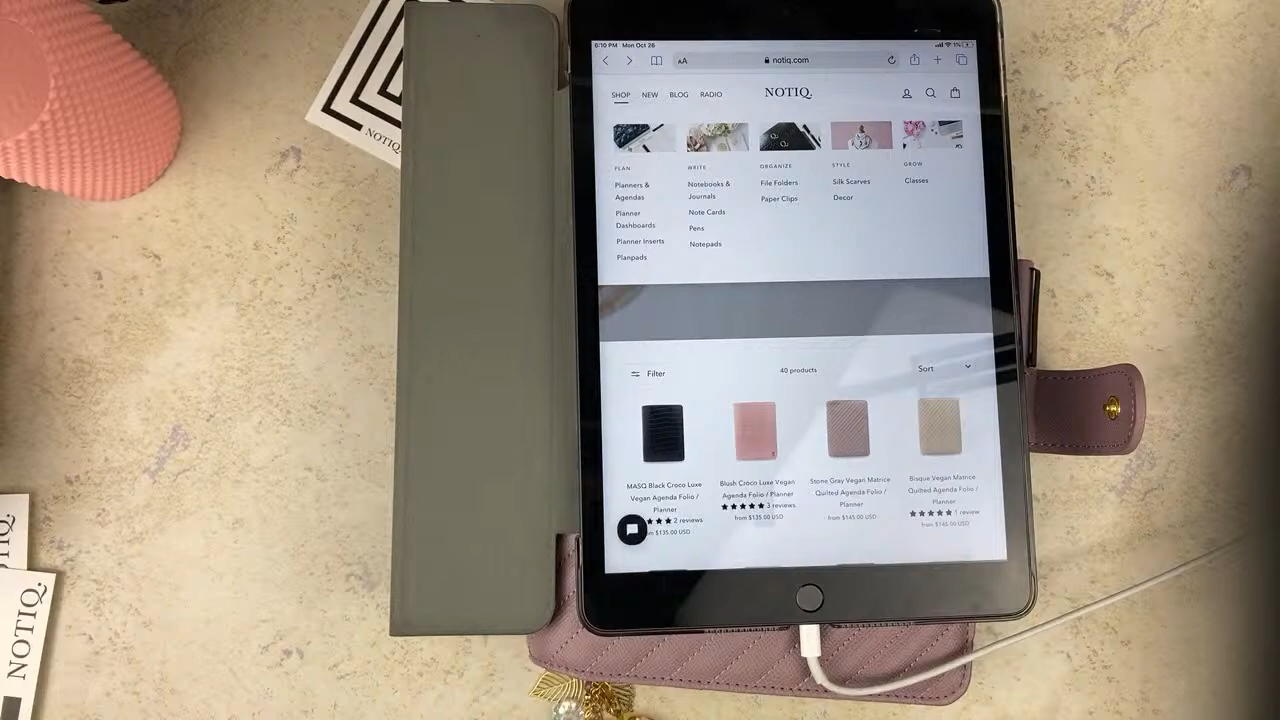 6:10 PM Mon Oct 26
1%
AA
notiq.com
SHOP NEW BLOG RADIO
NOTIQ.
PLAN
Planners &
Agendas
Planner
Dashboards
Planner Inserts
Planpads
WRITE
Notebooks &
Journals
Note Cards
Pens
Notepads
ORGANIZE
File Folders
Paper Clips
STYLE
Silk Scarves
Decor
GROW
Classes
Filter
40 products
Sort
MASQ Black Croco Luxe
Vegan Agenda Folio /
Planner
2 reviews
$135.00 USD
Blush Croco Luxe Vegan
Agenda Folio / Planner
3 reviews
from $135.00 USD
Stone Gray Vegan Matrice
Quilted Agenda Folio /
Planner
from $145.00 USD
Bisque Vegan Matrice
Quilted Agenda Folio /
Planner
1 review
from $145.00 USD
NOTIQ
NOTIQ.